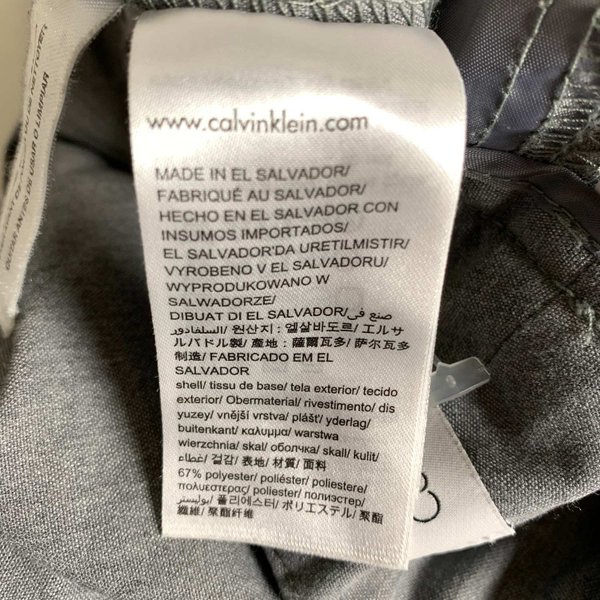 www.calvinklein.com
MADE IN EL SALVADOR/
FABRIQUÉ AU SALVADOR/
HECHO EN EL SALVADOR CON
INSUMOS IMPORTADOS/
EL SALVADOR'DA URETILMISTIR/
VYROBENO V EL SALVADORU/
WYPRODUKOWANO W
SALWADORZE/
DIBUAT DI EL SALVADOR/صنع في
السلفادور/ 원산지 : 엘살바도르/ エルサ
ルバドル製/ 產地 : 薩爾瓦多/ 萨尔瓦多
制造/ FABRICADO EM EL
SALVADOR
shell/ tissu de base/ tela exterior/ tecido
exterior/ Obermaterial/ rivestimento/ dis
yuzey/ vnější vrstva/ plášť/ yderlag/
buitenkant/ καλυμμα/ warstwa
wierzchnia/ skal/ оболчка/ skall/ kulit/
غطاء/ 겉감/ 表地/ 材質/ 面料
67% polyester/ poliéster/ poliestere/
πολυεστερας/ polyester/ полиэстер/
بوليستر/ 폴리에스터/ ポリエステル/ 聚酯
纖維/ 聚酯纤维